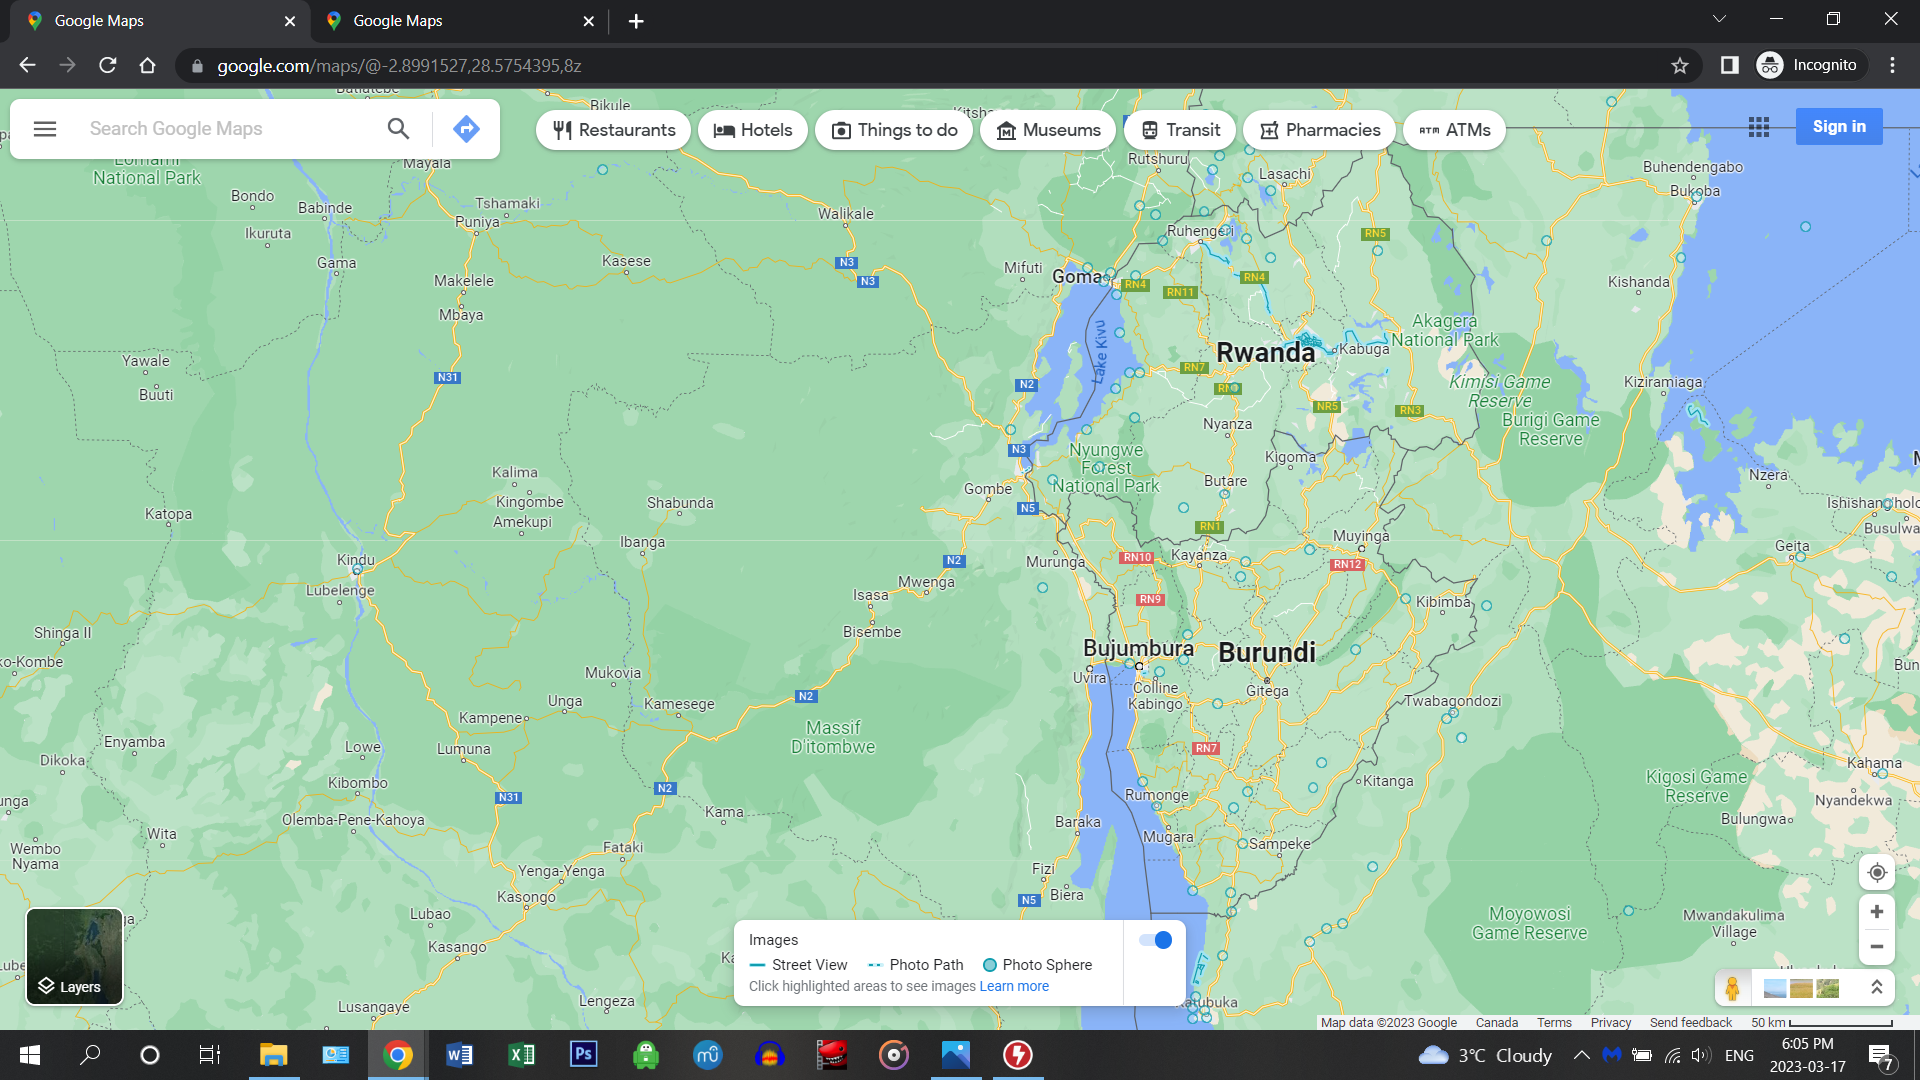 Google Maps
Google Maps
google.com/maps/@-2.8991527,28.5754395,8z
Incognito
Search Google Maps
Restaurants
Hotels
Things to do
Museums
Transit
Pharmacies
ATMs
Sign in
Bikule
Rutshuru
Lasachi
Buhendengabo
Bukoba
National Park
Mayala
Bondo
Babinde
Tshamaki
Puniya
Walikale
Ikuruta
Ruhengeri
RN5
Gama
Kasese
N3
N3
Mifuti
Goma
RN4
RN11
RN4
Kishanda
Makelele
Mbaya
Akagera
National Park
Lake Kivu
Rwanda
Kabuga
Yawale
Buuti
N31
N2
RN7
Kimisi Game
Reserve
Kiziramiaga
NR5
RN3
Burigi Game
Reserve
Nyanza
N3
Nyungwe
Forest
National Park
Kigoma
Kalima
Kingombe
Amekupi
Shabunda
Gombe
Butare
Nzera
Katopa
N5
RN1
Busulwa
Ibanga
Muyinga
Geita
Kindu
N2
Murunga
RN10
Kayanza
RN12
Lubelenge
Mwenga
Isasa
RN9
Kibimba
Shinga II
Bisembe
Bujumbura
Burundi
Mukovia
Uvira
Colline
Kabingo
Gitega
Unga
Kamesege
N2
Twabagondozi
Kampene
Massif
D'itombwe
Enyamba
Lowe
Lumuna
RN7
Dikoka
Kibombo
N2
Kitanga
Kigosi Game
Reserve
Kahama
N31
Rumonge
Nyandekwa
Kama
Olemba-Pene-Kahoya
Baraka
Bulungwa
Wita
Mugara
Sampeke
Wembo
Nyama
Fataki
Yenga-Yenga
Fizi
Biera
Kasongo
N5
Lubao
Moyowosi
Game Reserve
Mwandakulima
Village
Kasango
Lusangaye
Lengeza
Layers
Images
Street View
Photo Path
Photo Sphere
Click highlighted areas to see images Learn more
Map data ©2023 Google
Canada
Terms
Privacy
Send feedback
50 km
3°C Cloudy
ENG
6:05 PM
2023-03-17
7